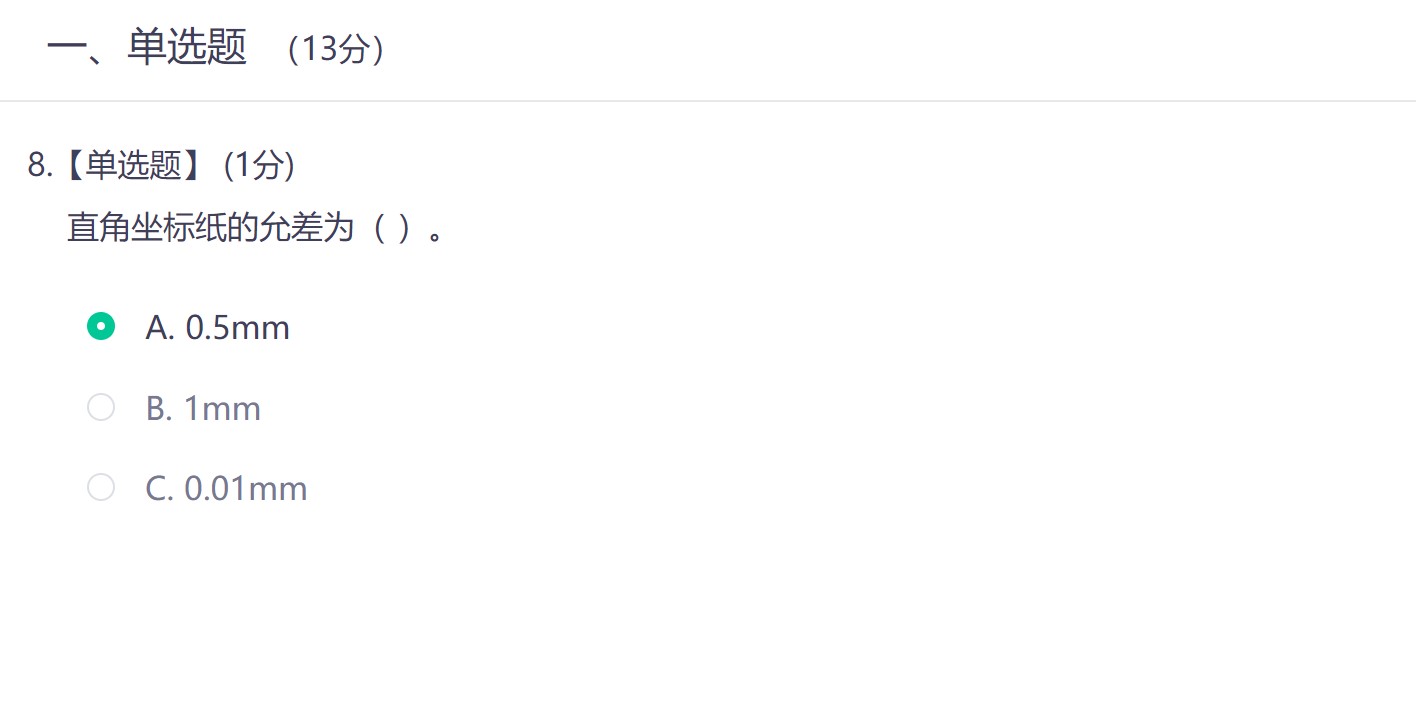 一、单选题 （13分）
8.【单选题】 (1分)
直角坐标纸的允差为（ ）。
A. 0.5mm
B. 1mm
C. 0.01mm